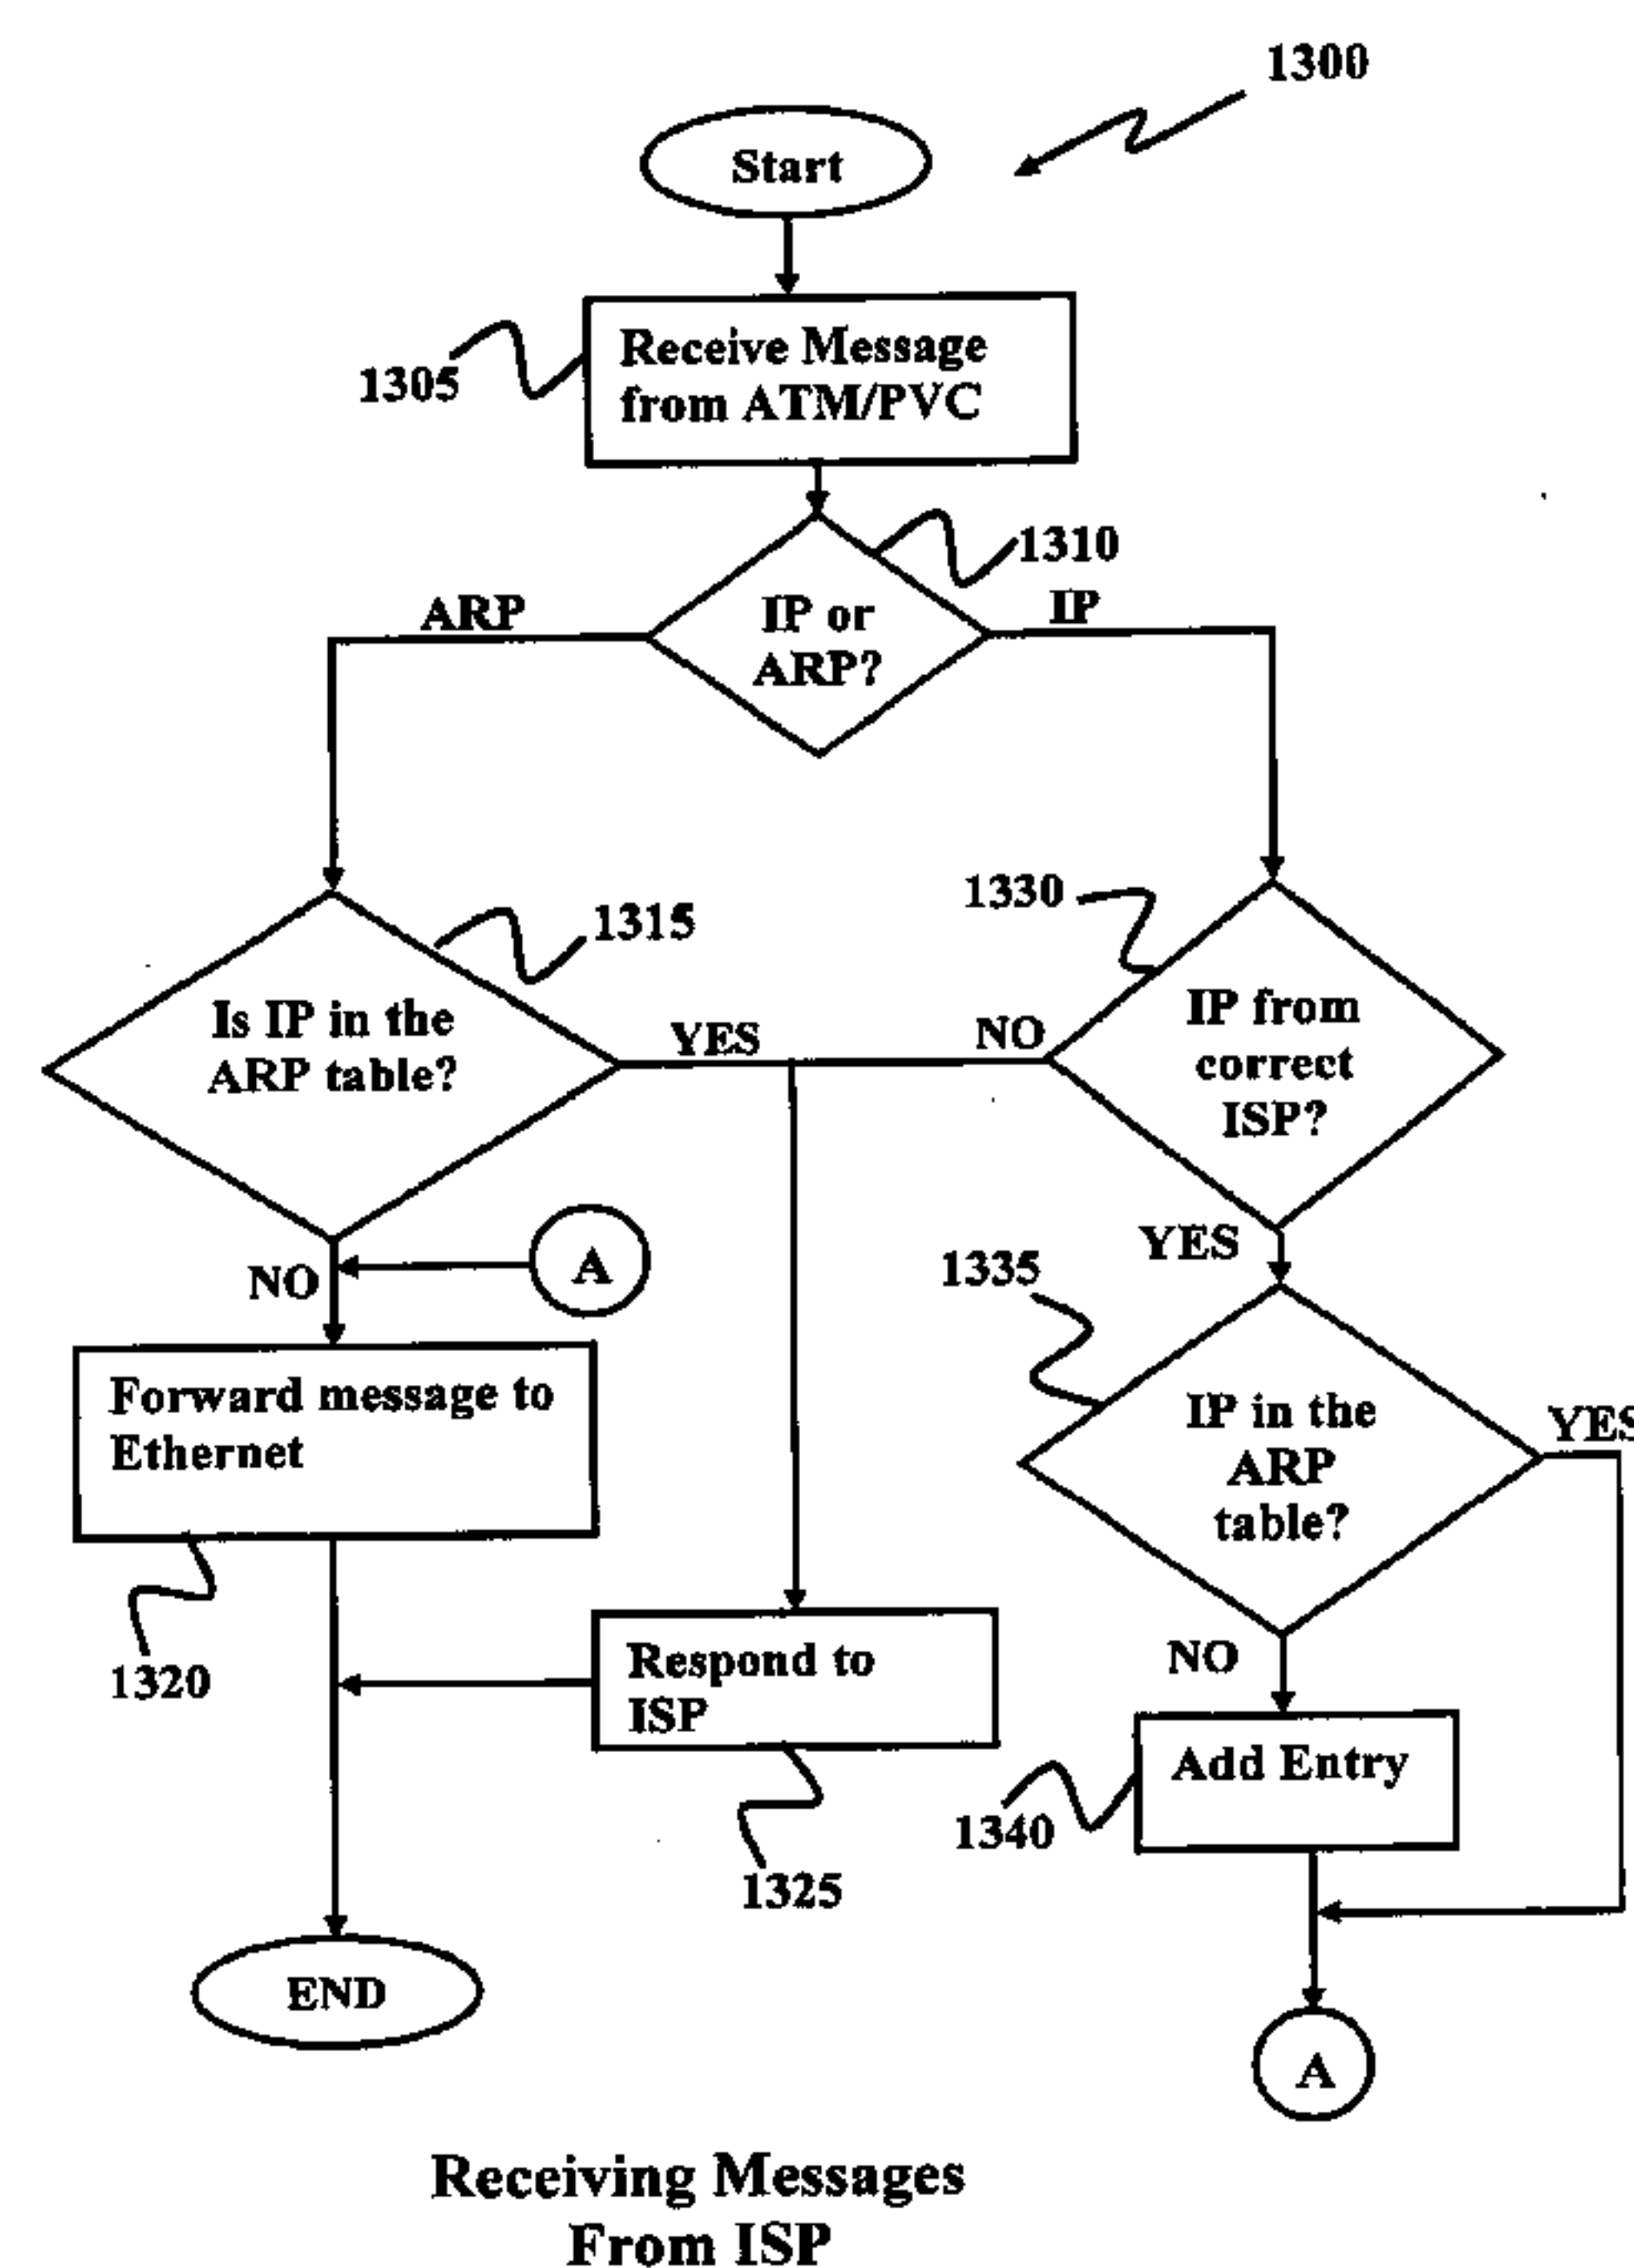 1300
Start
1305
Receive Message
from ATM/PVC
1310
ARP
IP
IP or
ARP?
1315
1330
Is IP in the
ARP table?
YES
NO
IP from
correct
ISP?
A
NO
YES
1335
Forward message to
Ethernet
IP in the
ARP
table?
YES
1320
Respond to
ISP
NO
1325
Add Entry
1340
END
A
Receiving Messages
From ISP